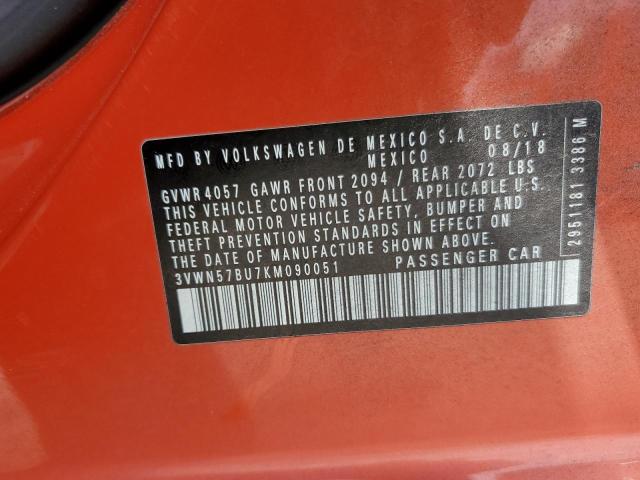 MFD BY VOLKSWAGEN DE MEXICO S.A. DE C.V.
MEXICO 08/18
GVWR 4057 GAWR FRONT 2094 / REAR 2072 LBS
THIS VEHICLE CONFORMS TO ALL APPLICABLE U.S.
FEDERAL MOTOR VEHICLE SAFETY, BUMPER AND
THEFT PREVENTION STANDARDS IN EFFECT ON
THE DATE OF MANUFACTURE SHOWN ABOVE.
3VWN57BU7KM090051 PASSENGER CAR
29511181 3386 M